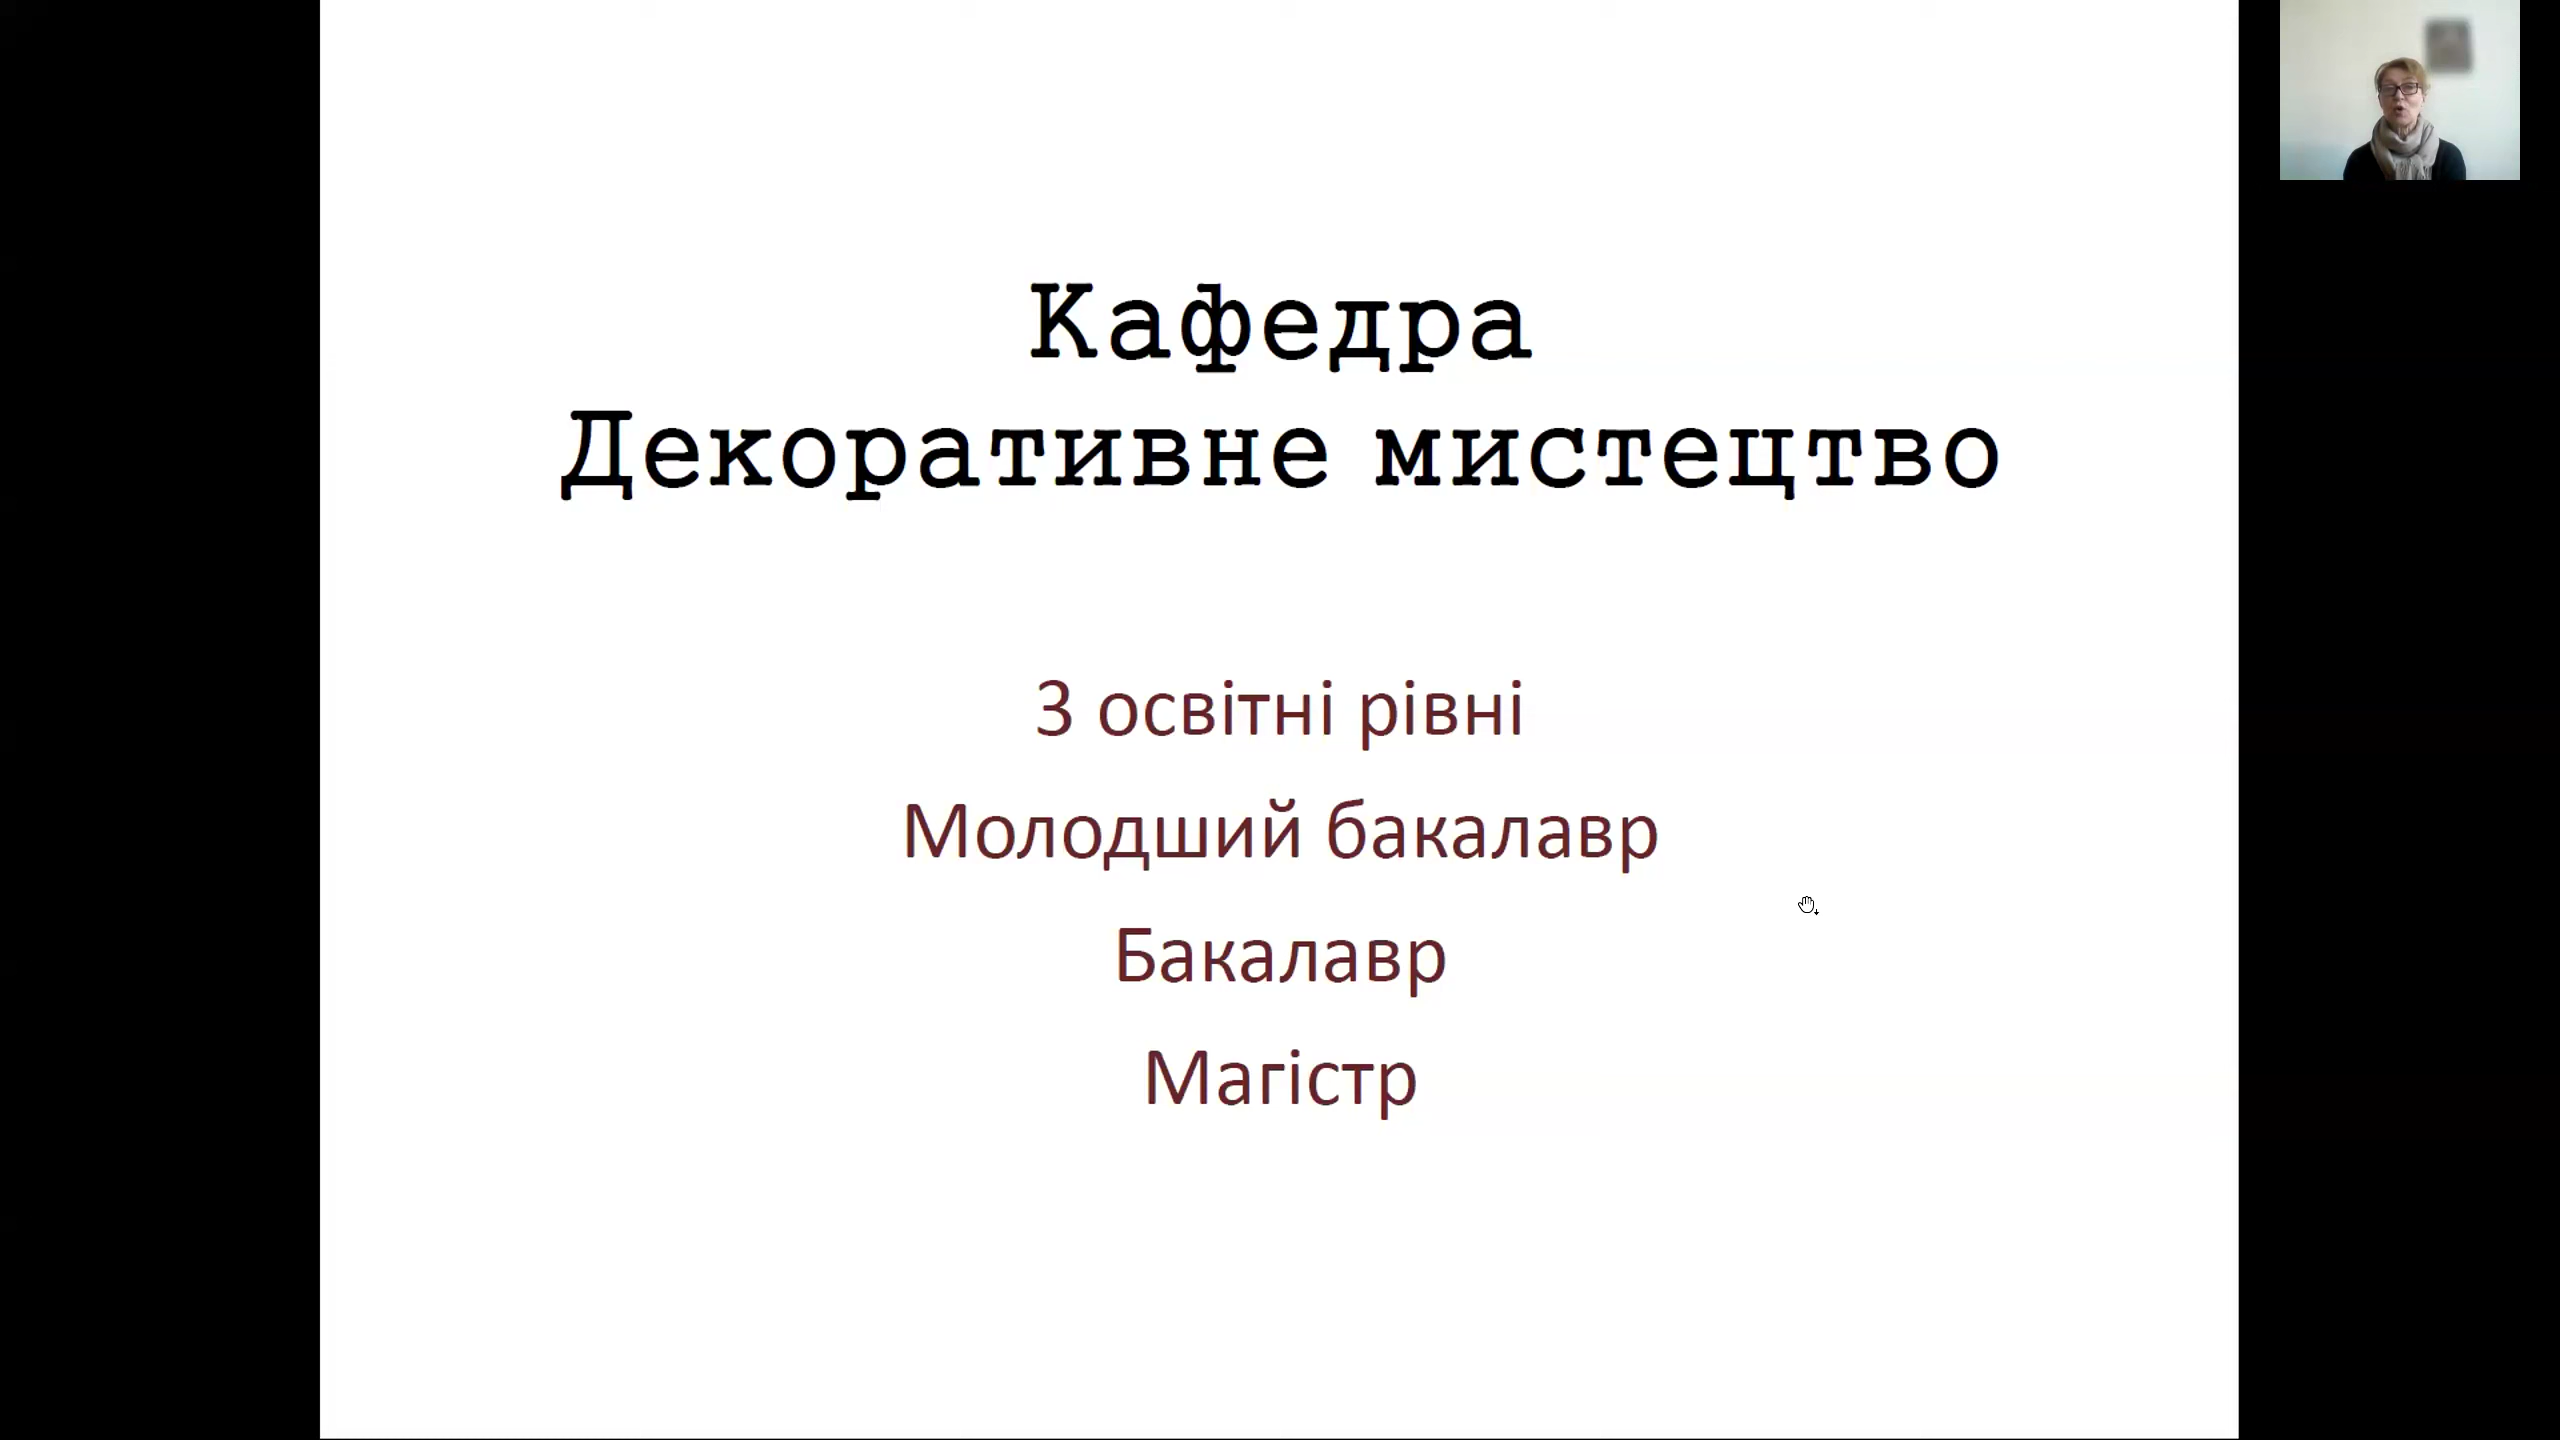 Кафедра
Декоративне мистецтво
3 освітні рівні
Молодший бакалавр
Бакалавр
Магістр